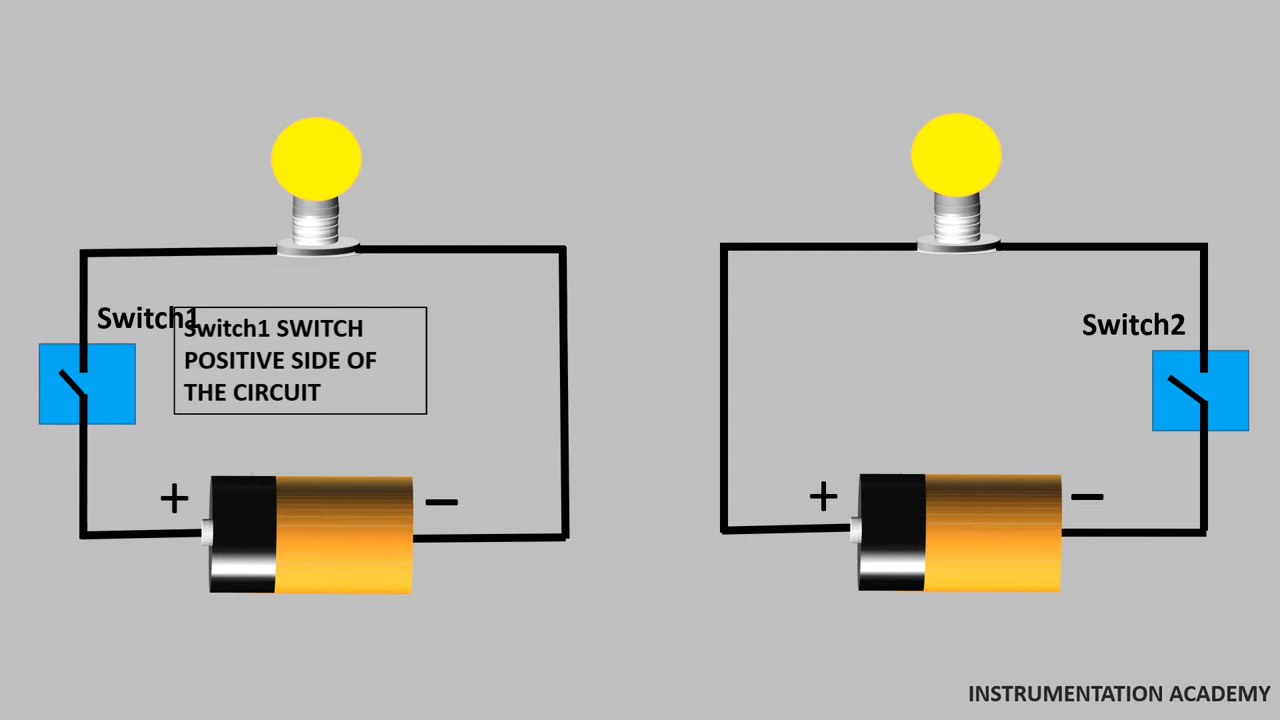 Switch1
Switch1 SWITCH
POSITIVE SIDE OF
THE CIRCUIT
+
−
Switch2
+
−
INSTRUMENTATION ACADEMY